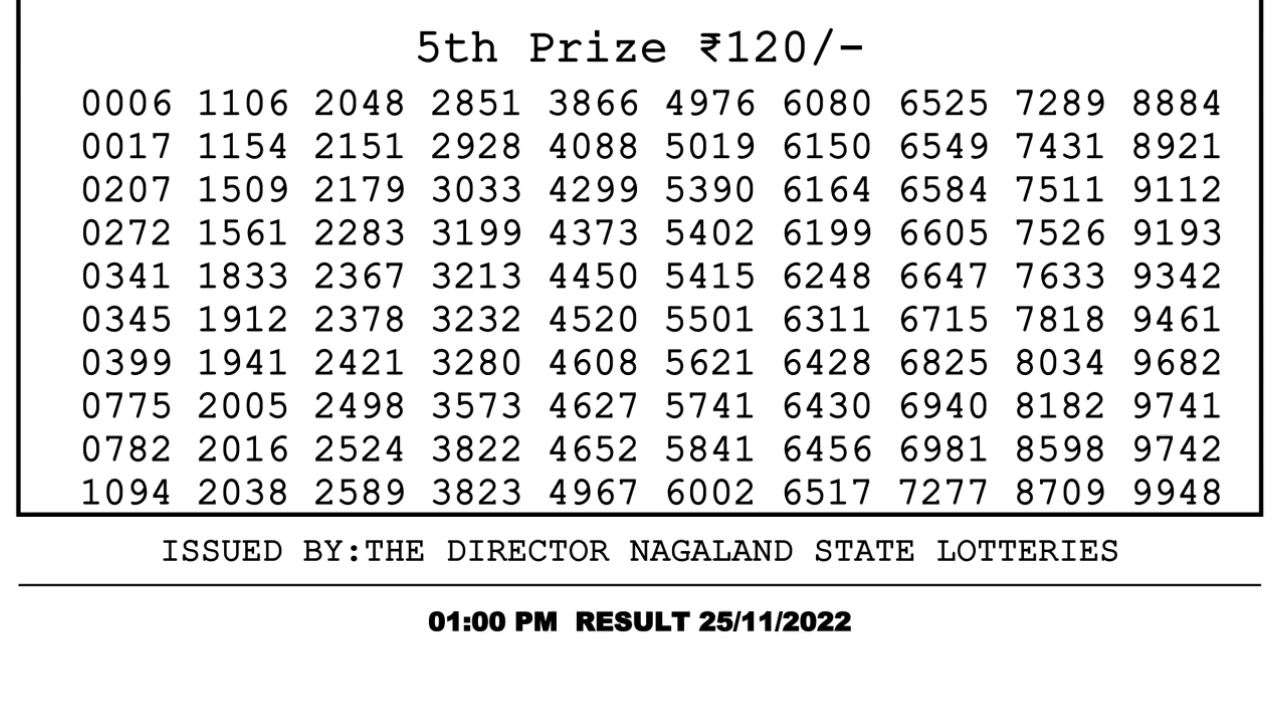 5th Prize ₹120/-
0006 1106 2048 2851 3866 4976 6080 6525 7289 8884
0017 1154 2151 2928 4088 5019 6150 6549 7431 8921
0207 1509 2179 3033 4299 5390 6164 6584 7511 9112
0272 1561 2283 3199 4373 5402 6199 6605 7526 9193
0341 1833 2367 3213 4450 5415 6248 6647 7633 9342
0345 1912 2378 3232 4520 5501 6311 6715 7818 9461
0399 1941 2421 3280 4608 5621 6428 6825 8034 9682
0775 2005 2498 3573 4627 5741 6430 6940 8182 9741
0782 2016 2524 3822 4652 5841 6456 6981 8598 9742
1094 2038 2589 3823 4967 6002 6517 7277 8709 9948
ISSUED BY:THE DIRECTOR NAGALAND STATE LOTTERIES
01:00 PM RESULT 25/11/2022